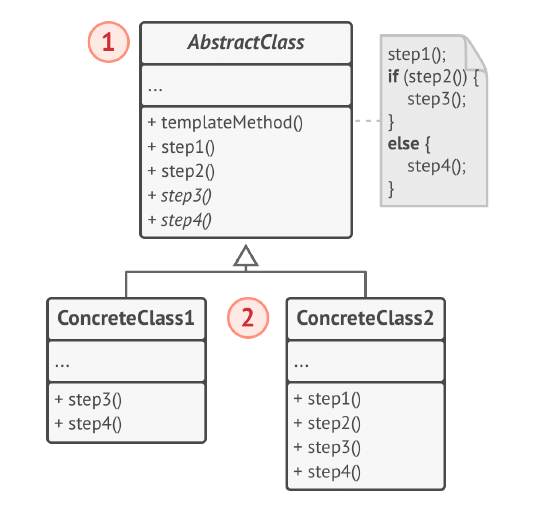 1
AbstractClass
...
+ templateMethod()
+ step1()
+ step2()
+ step3()
+ step4()
step1();
if (step2()) {
step3();
}
else {
step4();
}
2
ConcreteClass1
...
+ step3()
+ step4()
ConcreteClass2
...
+ step1()
+ step2()
+ step3()
+ step4()